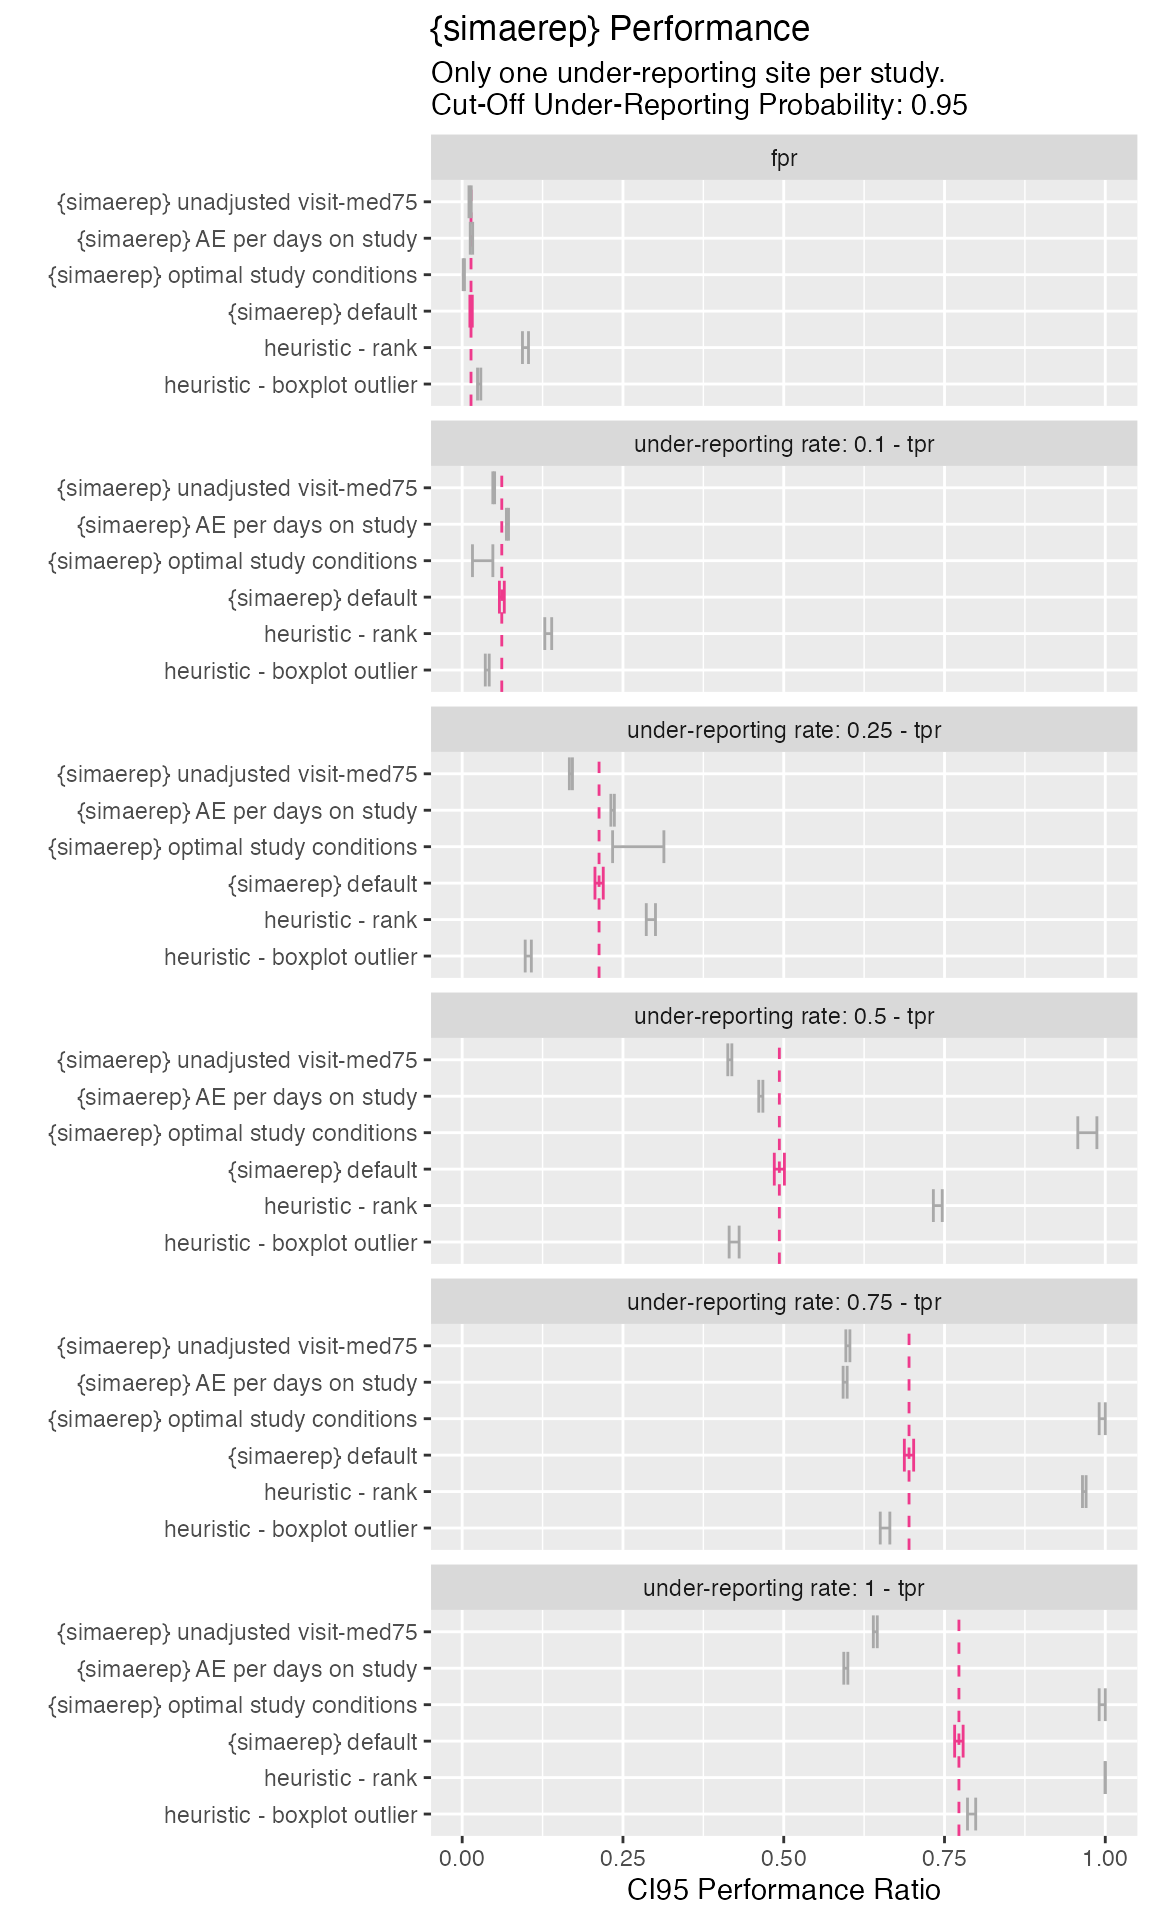 {simaerep} Performance
Only one under-reporting site per study.
Cut-Off Under-Reporting Probability: 0.95
fpr
{simaerep} unadjusted visit-med75
{simaerep} AE per days on study
{simaerep} optimal study conditions
{simaerep} default
heuristic - rank
heuristic - boxplot outlier
under-reporting rate: 0.1 - tpr
{simaerep} unadjusted visit-med75
{simaerep} AE per days on study
{simaerep} optimal study conditions
{simaerep} default
heuristic - rank
heuristic - boxplot outlier
under-reporting rate: 0.25 - tpr
{simaerep} unadjusted visit-med75
{simaerep} AE per days on study
{simaerep} optimal study conditions
{simaerep} default
heuristic - rank
heuristic - boxplot outlier
under-reporting rate: 0.5 - tpr
{simaerep} unadjusted visit-med75
{simaerep} AE per days on study
{simaerep} optimal study conditions
{simaerep} default
heuristic - rank
heuristic - boxplot outlier
under-reporting rate: 0.75 - tpr
{simaerep} unadjusted visit-med75
{simaerep} AE per days on study
{simaerep} optimal study conditions
{simaerep} default
heuristic - rank
heuristic - boxplot outlier
under-reporting rate: 1 - tpr
{simaerep} unadjusted visit-med75
{simaerep} AE per days on study
{simaerep} optimal study conditions
{simaerep} default
heuristic - rank
heuristic - boxplot outlier
0.00 0.25 0.50 0.75 1.00
CI95 Performance Ratio